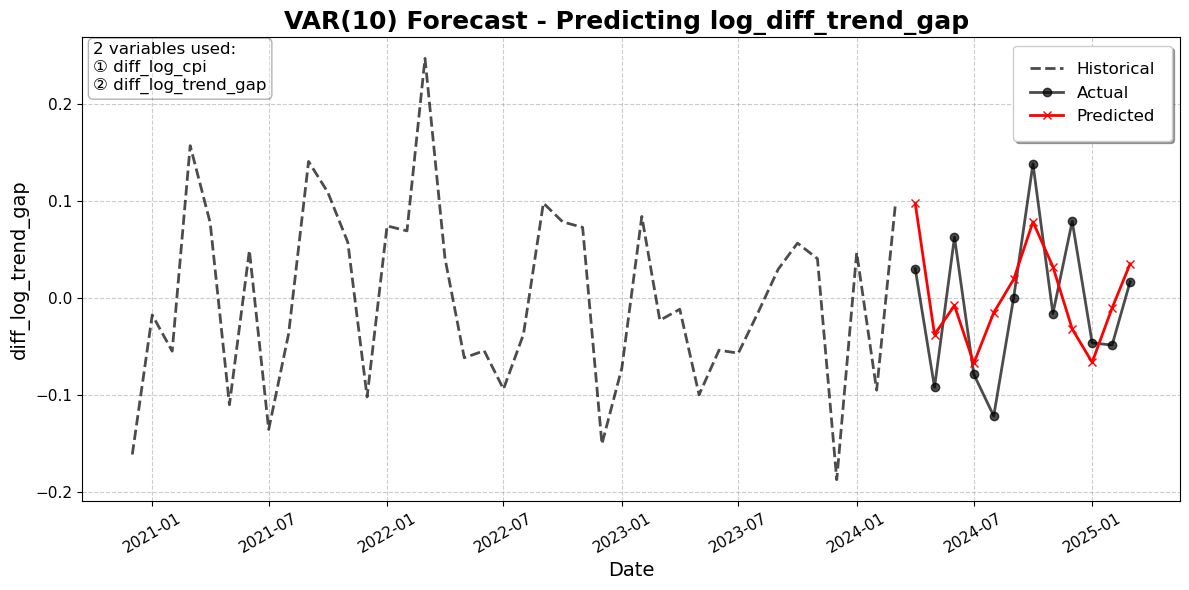 VAR(10) Forecast - Predicting log_diff_trend_gap
2 variables used:
① diff_log_cpi
② diff_log_trend_gap
Historical
Actual
Predicted
diff_log_trend_gap
0.2
0.1
0.0
−0.1
−0.2
2021-01
2021-07
2022-01
2022-07
2023-01
2023-07
2024-01
2024-07
2025-01
Date